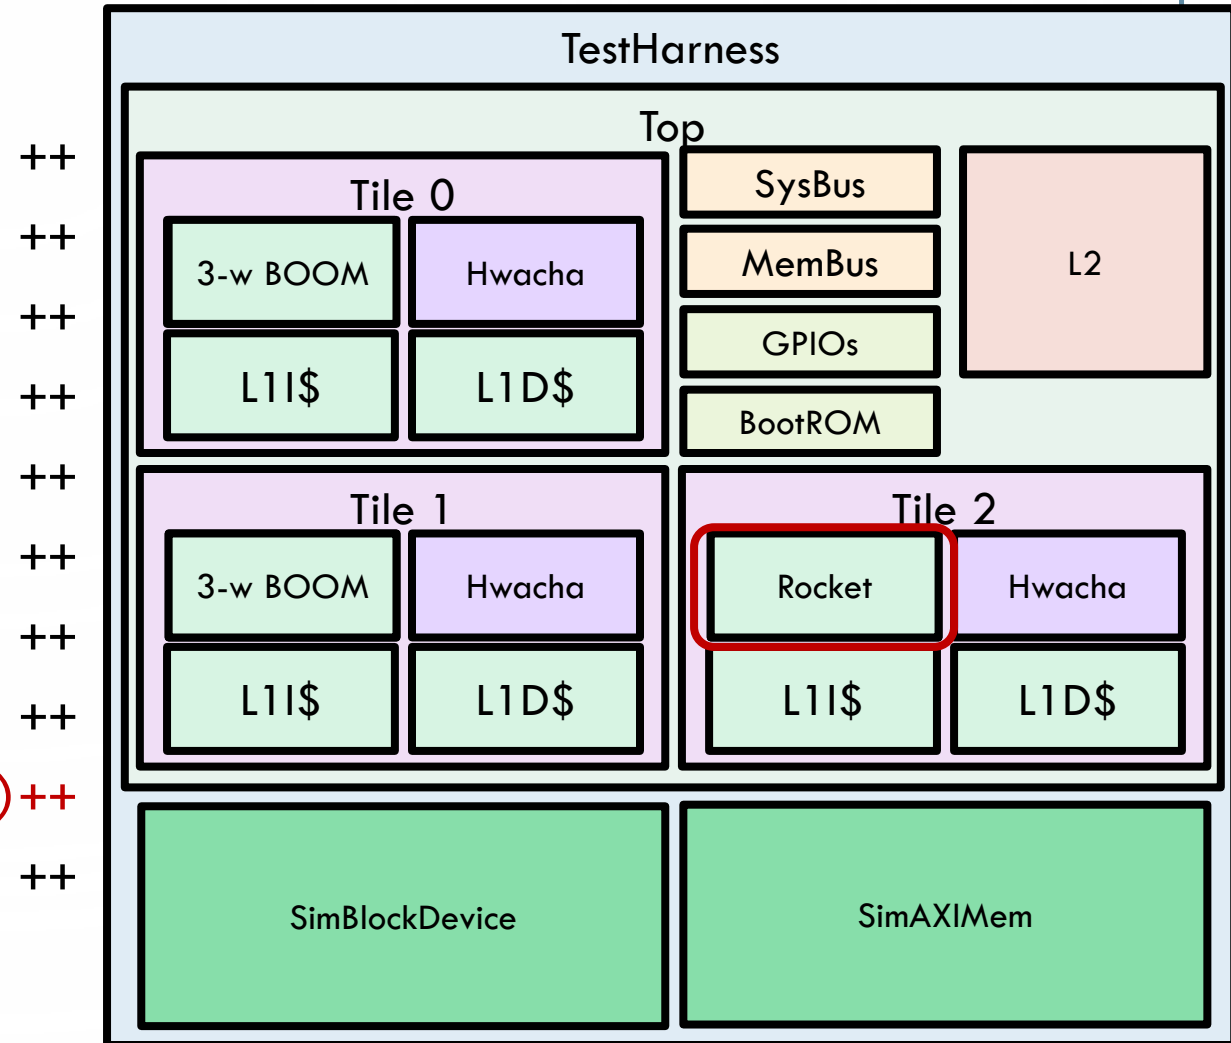 TestHarness
Top
++
++
++
++
++
++
++
++
) ++
++
Tile 0
3-w BOOM
Hwacha
L1I$
L1D$
SysBus
MemBus
GPIOs
BootROM
L2
Tile 1
3-w BOOM
Hwacha
L1I$
L1D$
Tile 2
Rocket
Hwacha
L1I$
L1D$
SimBlockDevice
SimAXIMem